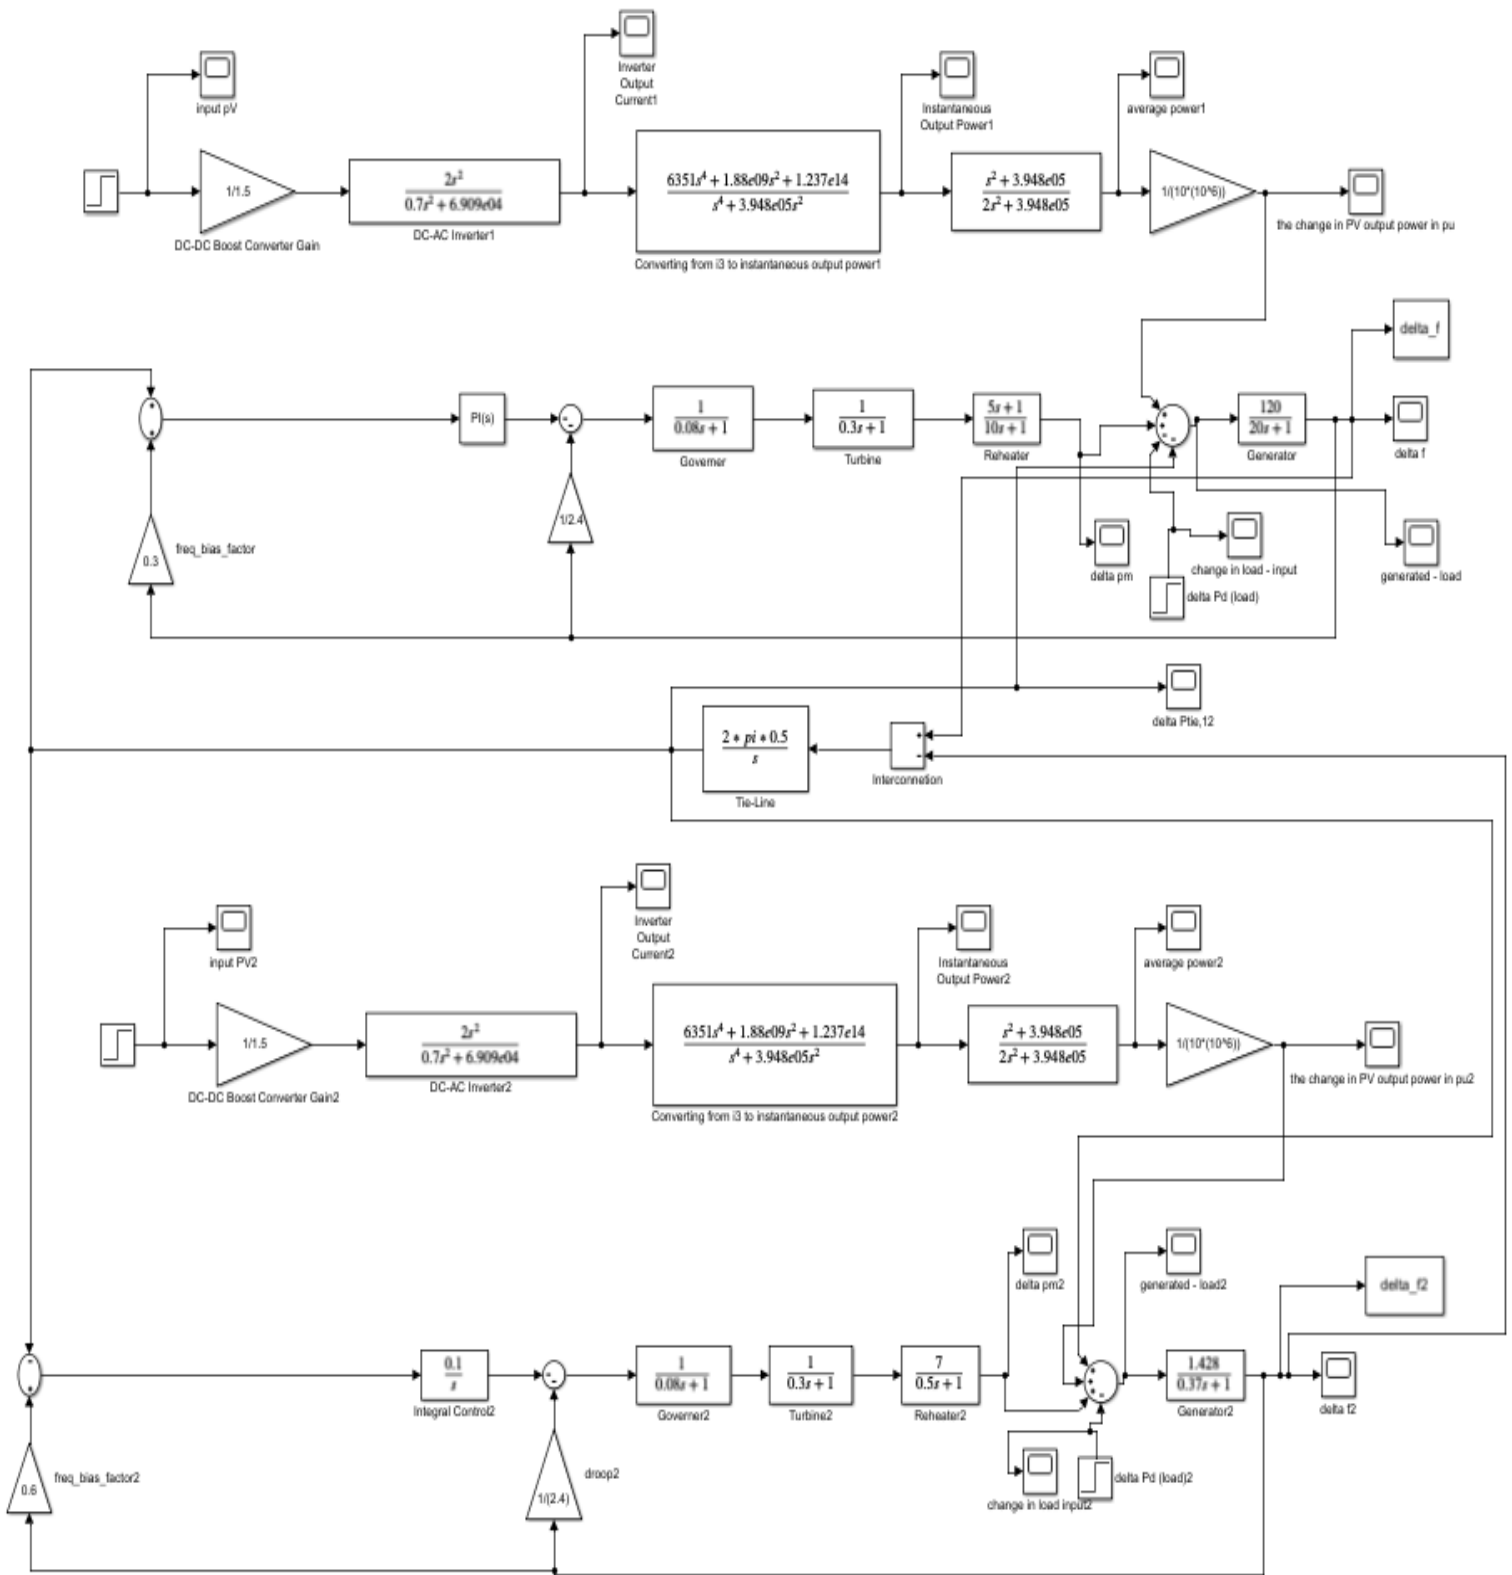 Inverter
Output
Current1
input pV
Instantaneous
Output Power1
average power1
1/1.5
DC-DC Boost Converter Gain
2s²
0.7s² + 6.909e04
DC-AC Inverter1
6351s⁴ + 1.88e09s² + 1.237e14
s⁴ + 3.948e05s²
Converting from i3 to instantaneous output power1
s² + 3.948e05
2s² + 3.948e05
1/(10*(10^6))
the change in PV output power in pu
delta_f
PI(s)
1
0.08s + 1
Governer
1
0.3s + 1
Turbine
5s + 1
10s + 1
Reheater
120
20s + 1
Generator
delta f
1/2.4
0.3
freq_bias_factor
delta pm
change in load - input
delta Pd (load)
generated - load
delta Ptie,12
2 * pi * 0.5
s
Tie-Line
+
-
Interconnetion
Inverter
Output
Current2
input PV2
Instantaneous
Output Power2
average power2
1/1.5
DC-DC Boost Converter Gain2
2s²
0.7s² + 6.909e04
DC-AC Inverter2
6351s⁴ + 1.88e09s² + 1.237e14
s⁴ + 3.948e05s²
Converting from i3 to instantaneous output power2
s² + 3.948e05
2s² + 3.948e05
1/(10*(10^6))
the change in PV output power in pu2
delta pm2
generated - load2
delta_f2
0.1
s
Integral Control2
1
0.08s + 1
Governer2
1
0.3s + 1
Turbine2
7
0.5s + 1
Reheater2
1.428
0.37s + 1
Generator2
delta f2
0.6
freq_bias_factor2
1/(2.4)
droop2
change in load input2
delta Pd (load)2